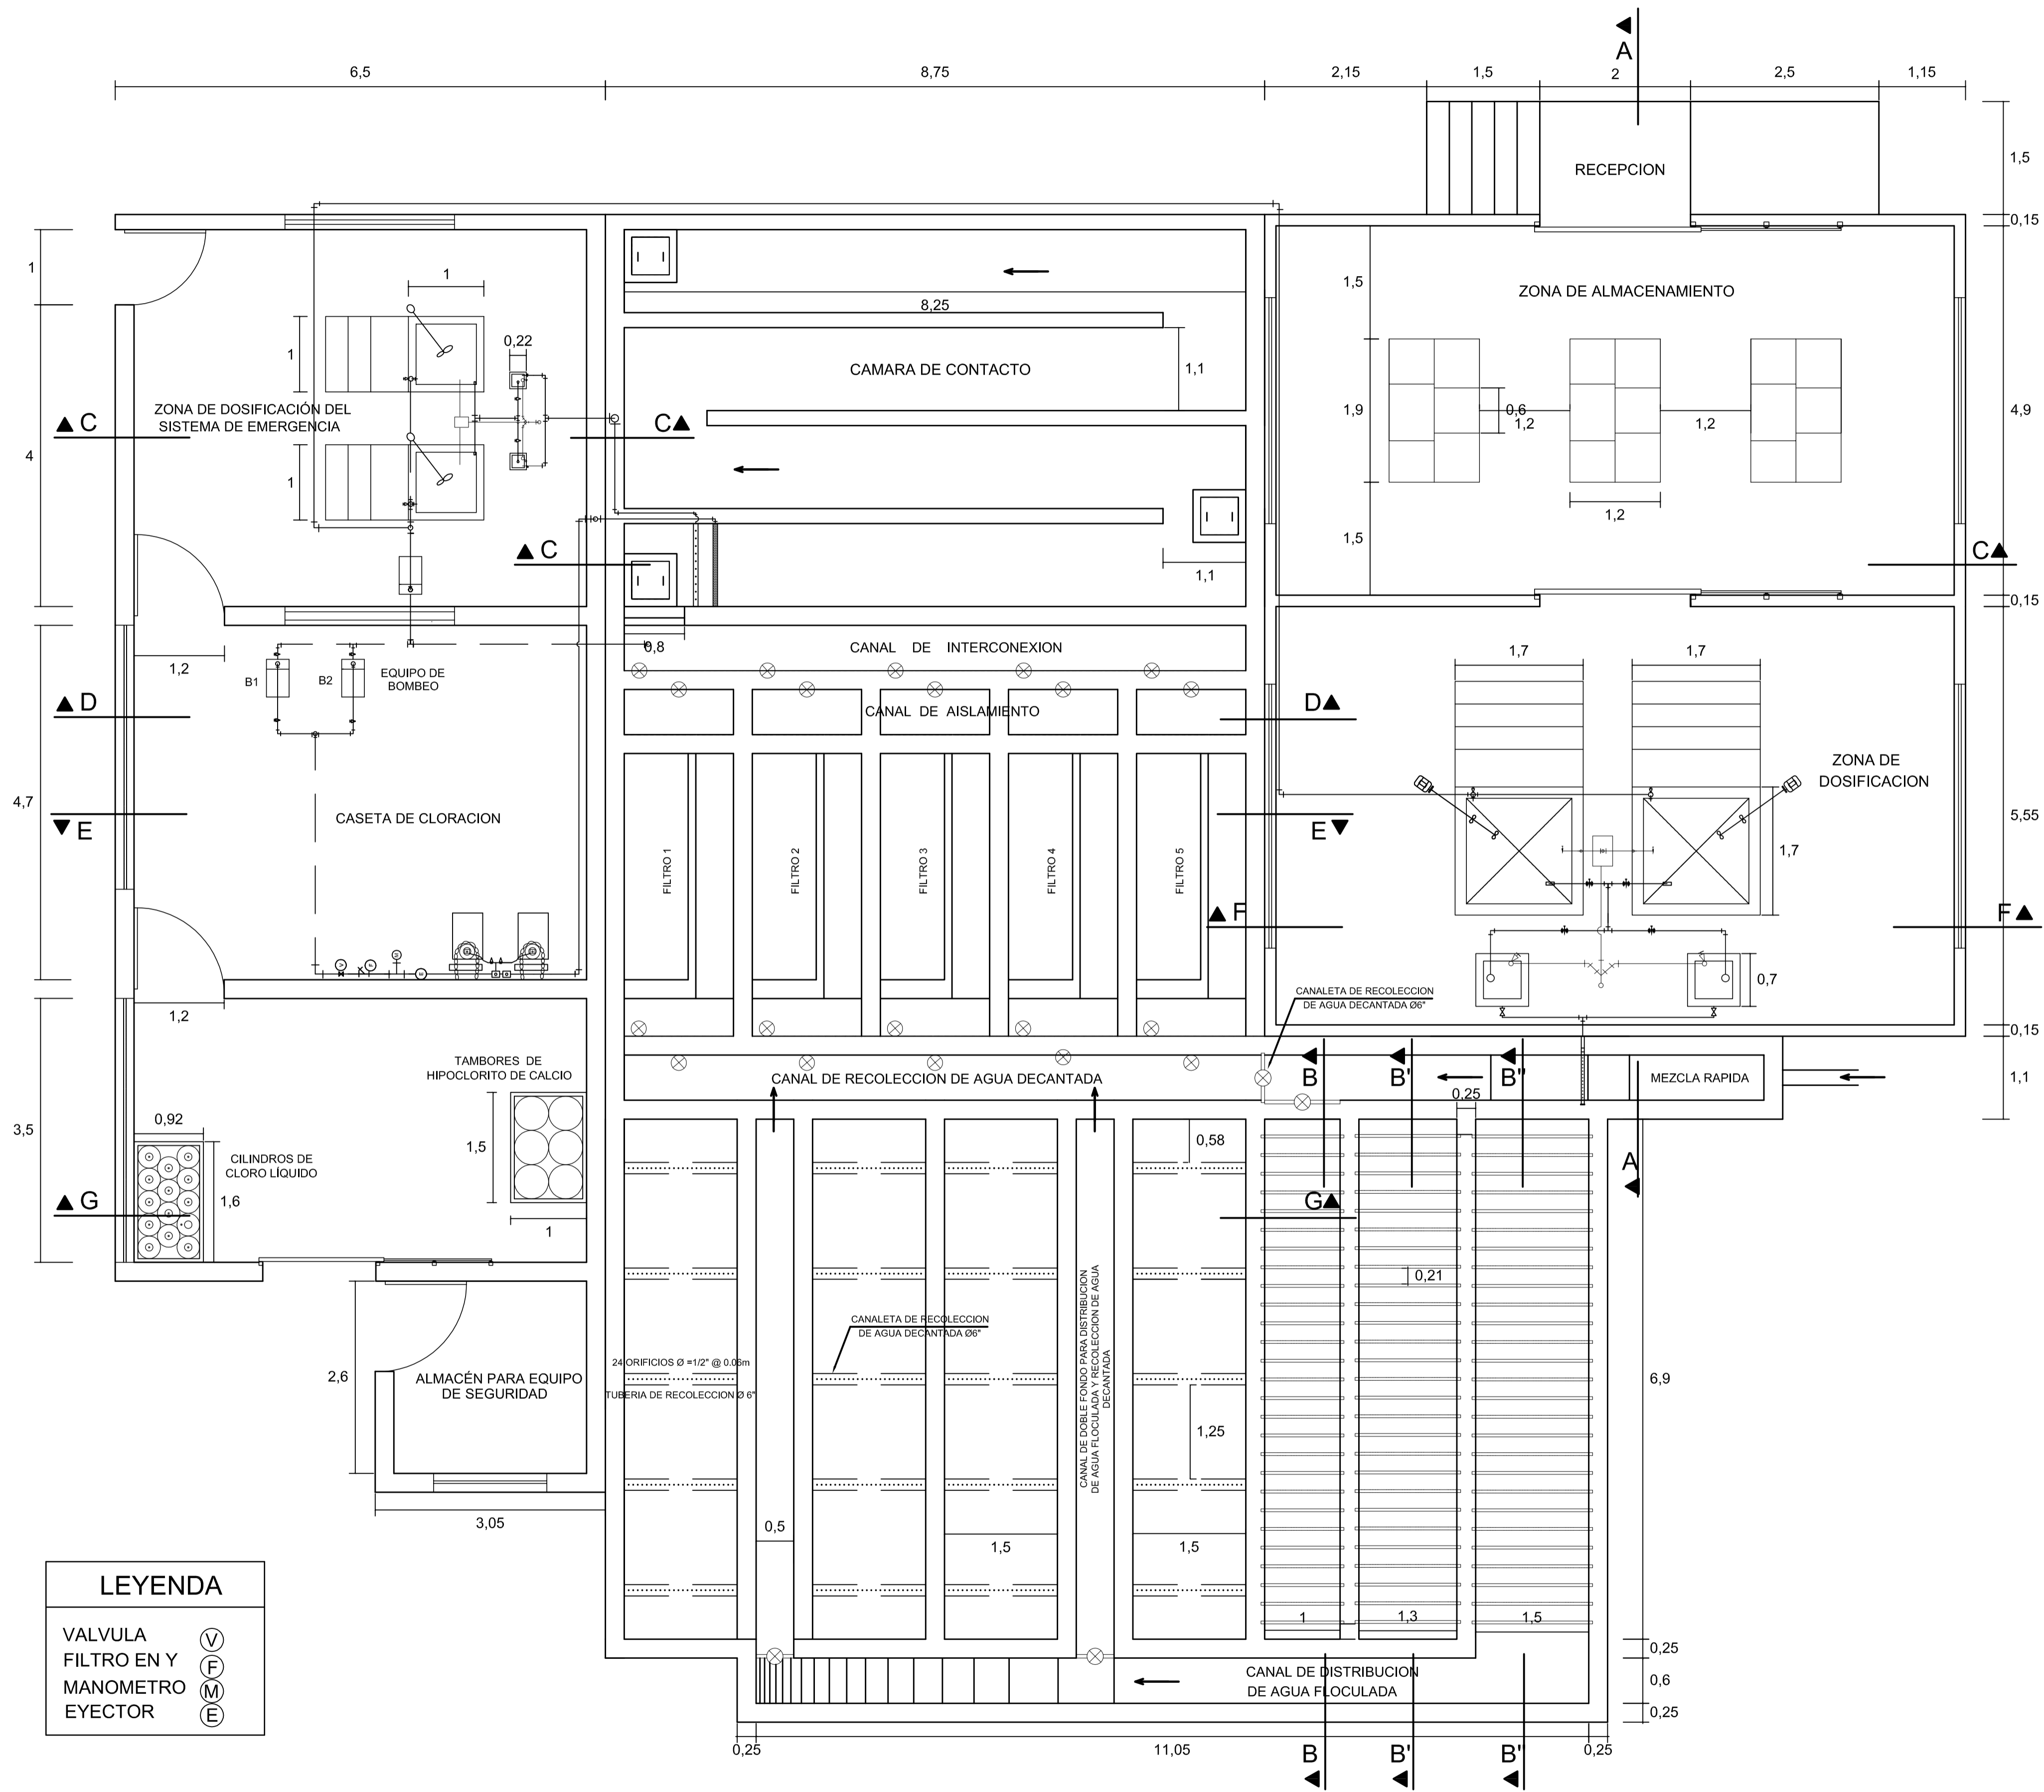 A
6,5
8,75
2,15
1,5
2
2,5
1,15
RECEPCION
1,5
0,15
1
1
8,25
1,5
ZONA DE ALMACENAMIENTO
0,22
1
CAMARA DE CONTACTO
1,1
ZONA DE DOSIFICACIÓN DEL
SISTEMA DE EMERGENCIA
C
C
1,9
0,6
1,2
1,2
4,9
4
1
1,2
C
1,1
1,5
C
0,15
0,8
CANAL DE INTERCONEXION
1,2
B1
B2
EQUIPO DE
BOMBEO
1,7
1,7
D
CANAL DE AISLAMIENTO
D
ZONA DE
DOSIFICACION
4,7
E
CASETA DE CLORACION
E
5,55
FILTRO 1
FILTRO 2
FILTRO 3
FILTRO 4
FILTRO 5
1,7
F
F
V
F
M
E
0,7
CANALETA DE RECOLECCION
DE AGUA DECANTADA Ø6"
1,2
0,15
TAMBORES DE
HIPOCLORITO DE CALCIO
CANAL DE RECOLECCION DE AGUA DECANTADA
B
B'
B"
MEZCLA RAPIDA
1,1
0,25
0,92
3,5
1,5
0,58
CILINDROS DE
CLORO LÍQUIDO
A
G
1,6
G
1
0,21
CANAL DE DOBLE FONDO PARA DISTRIBUCION
DE AGUA FLOCULADA Y RECOLECCION DE AGUA
DECANTADA
CANALETA DE RECOLECCION
DE AGUA DECANTADA Ø6"
24 ORIFICIOS Ø =1/2" @ 0.06m
TUBERIA DE RECOLECCION Ø 6"
2,6
ALMACÉN PARA EQUIPO
DE SEGURIDAD
6,9
1,25
3,05
0,5
1,5
1,5
LEYENDA
VALVULA V
FILTRO EN Y F
MANOMETRO M
EYECTOR E
1
1,3
1,5
0,25
CANAL DE DISTRIBUCION
DE AGUA FLOCULADA
0,6
0,25
0,25
11,05
0,25
B
B'
B"